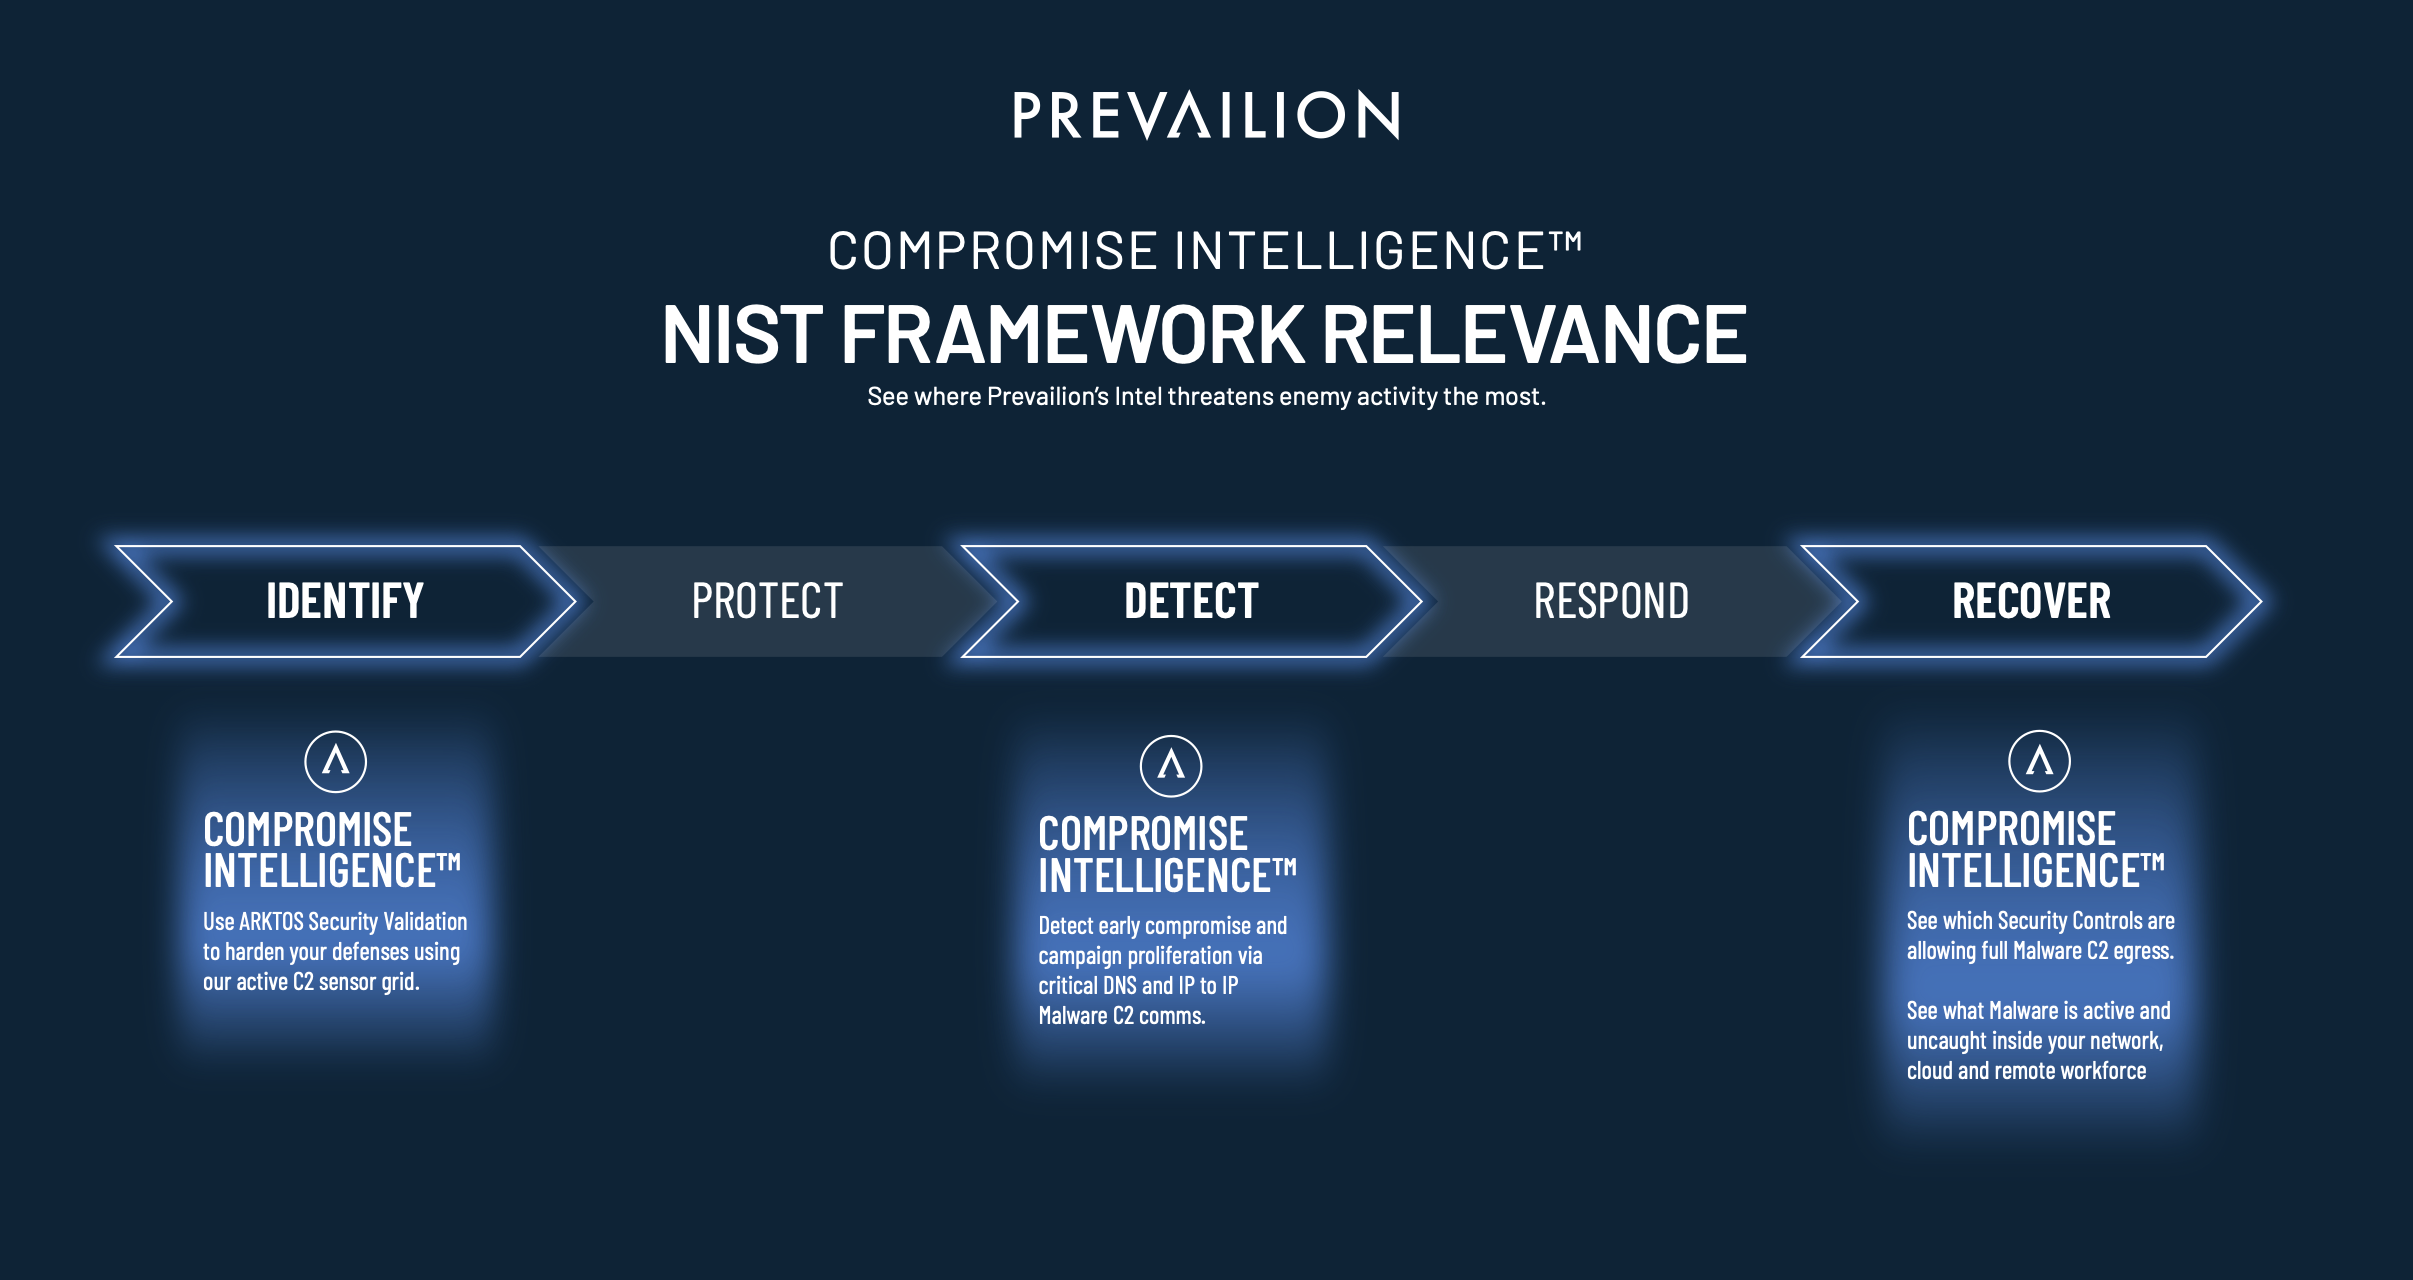 PREVAILION
COMPROMISE INTELLIGENCE™
NIST FRAMEWORK RELEVANCE
See where Prevailion's Intel threatens enemy activity the most.
IDENTIFY
PROTECT
DETECT
RESPOND
RECOVER
COMPROMISE
INTELLIGENCE™
Use ARKTOS Security Validation
to harden your defenses using
our active C2 sensor grid.
COMPROMISE
INTELLIGENCE™
Detect early compromise and
campaign proliferation via
critical DNS and IP to IP
Malware C2 comms.
COMPROMISE
INTELLIGENCE™
See which Security Controls are
allowing full Malware C2 egress.
See what Malware is active and
uncaught inside your network,
cloud and remote workforce